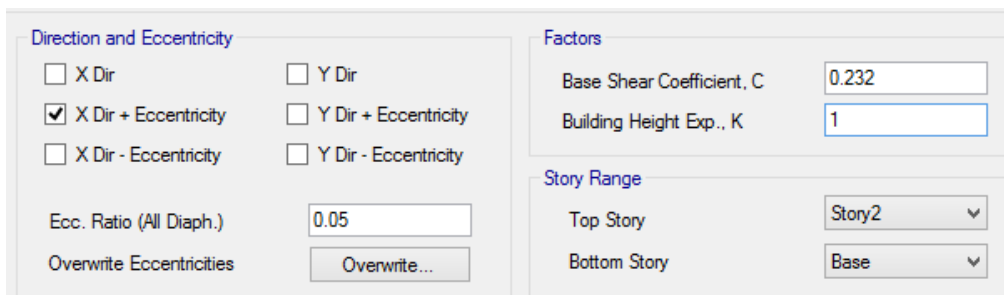 Direction and Eccentricity
X Dir
Y Dir
X Dir + Eccentricity
Y Dir + Eccentricity
X Dir - Eccentricity
Y Dir - Eccentricity
Ecc. Ratio (All Diaph.)
0.05
Overwrite Eccentricities
Overwrite...
Factors
Base Shear Coefficient, C
0.232
Building Height Exp., K
1
Story Range
Top Story
Story2
Bottom Story
Base